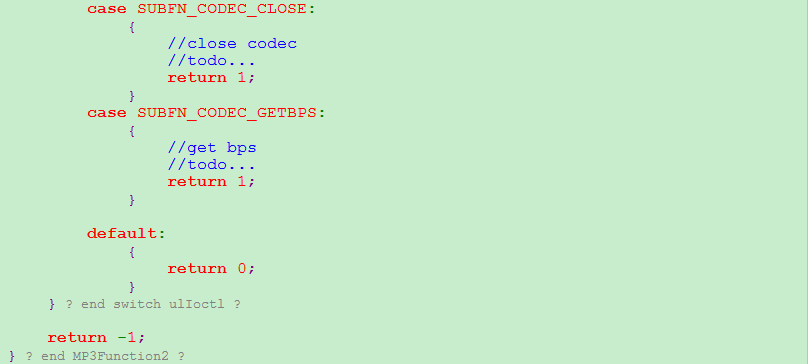 case SUBFN_CODEC_CLOSE:
{
//close codec
//todo...
return 1;
}
case SUBFN_CODEC_GETBPS:
{
//get bps
//todo...
return 1;
}
default:
{
return 0;
}
} ? end switch ulIoctl ?
return -1;
} ? end MP3Function2 ?